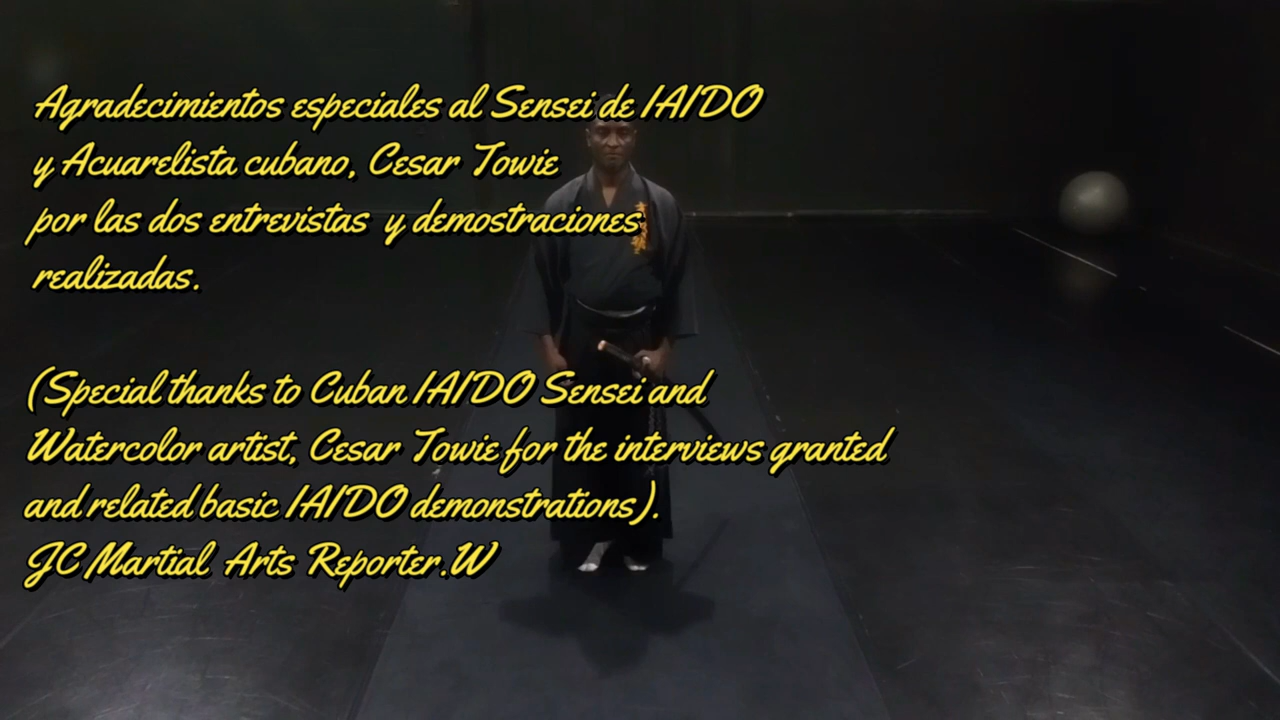 Agradecimientos especiales al Sensei de IAIDO
y Acuarelista cubano, Cesar Towie
por las dos entrevistas y demostraciones
realizadas.
(Special thanks to Cuban IAIDO Sensei and
Watercolor artist, Cesar Towie for the interviews granted
and related basic IAIDO demonstrations).
JC Martial Arts Reporter.W